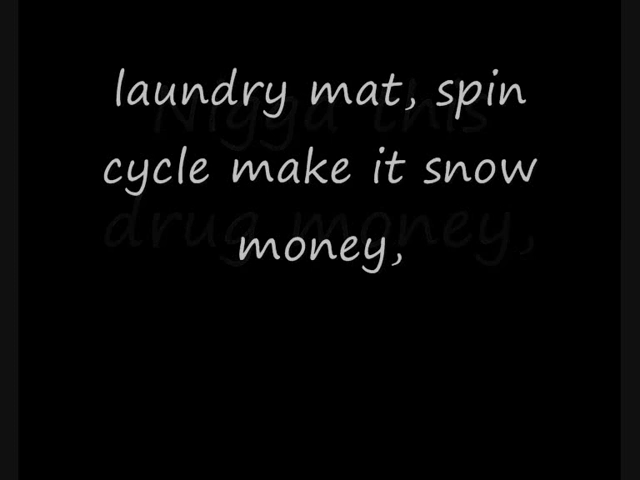 laundry mat, spin
cycle make it snow
money,
Nigga this
drug money,